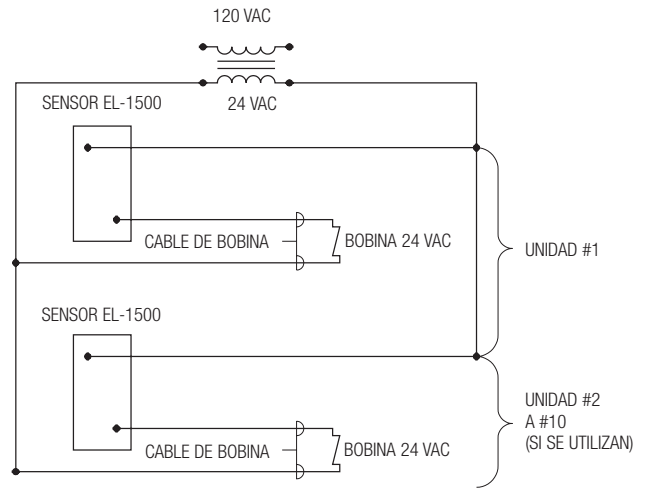 120 VAC
24 VAC
SENSOR EL-1500
CABLE DE BOBINA
BOBINA 24 VAC
UNIDAD #1
SENSOR EL-1500
CABLE DE BOBINA
BOBINA 24 VAC
UNIDAD #2
A #10
(SI SE UTILIZAN)